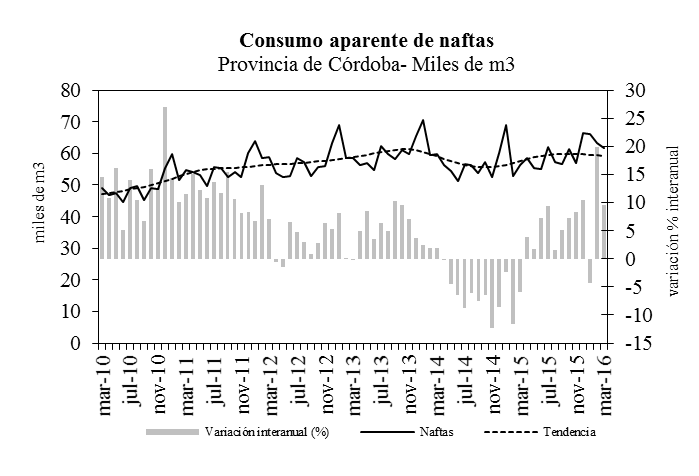 Consumo aparente de naftas
Provincia de Córdoba- Miles de m3
80
70
60
50
40
30
20
10
0
miles de m3
30
25
20
15
10
5
0
-5
-10
-15
variación % interanual
mar-10
jul-10
nov-10
mar-11
jul-11
nov-11
mar-12
jul-12
nov-12
mar-13
jul-13
nov-13
mar-14
jul-14
nov-14
mar-15
jul-15
nov-15
mar-16
Variación interanual (%)
Naftas
Tendencia